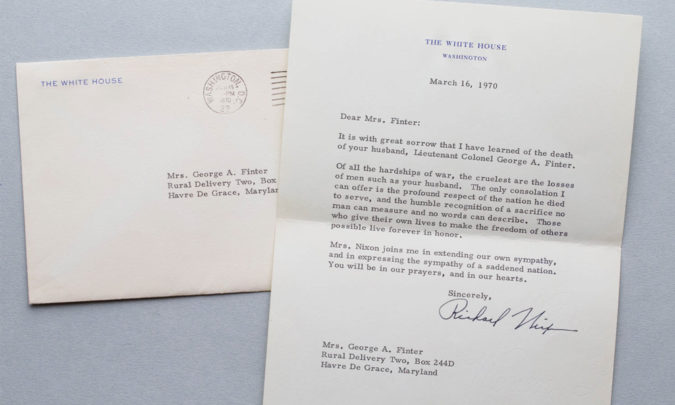 THE WHITE HOUSE
WASHINGTON, D.C.
PM
Mrs. George A. Finter
Rural Delivery Two, Box
Havre De Grace, Maryland
THE WHITE HOUSE
WASHINGTON
March 16, 1970
Dear Mrs. Finter:
It is with great sorrow that I have learned of the death
of your husband, Lieutenant Colonel George A. Finter.
Of all the hardships of war, the cruelest are the losses
of men such as your husband. The only consolation I
can offer is the profound respect of the nation he died
to serve, and the humble recognition of a sacrifice no
man can measure and no words can describe. Those
who give their own lives to make the freedom of others
possible live forever in honor.
Mrs. Nixon joins me in extending our own sympathy,
and in expressing the sympathy of a saddened nation.
You will be in our prayers, and in our hearts.
Sincerely,
Richard Nixon
Mrs. George A. Finter
Rural Delivery Two, Box 244D
Havre De Grace, Maryland